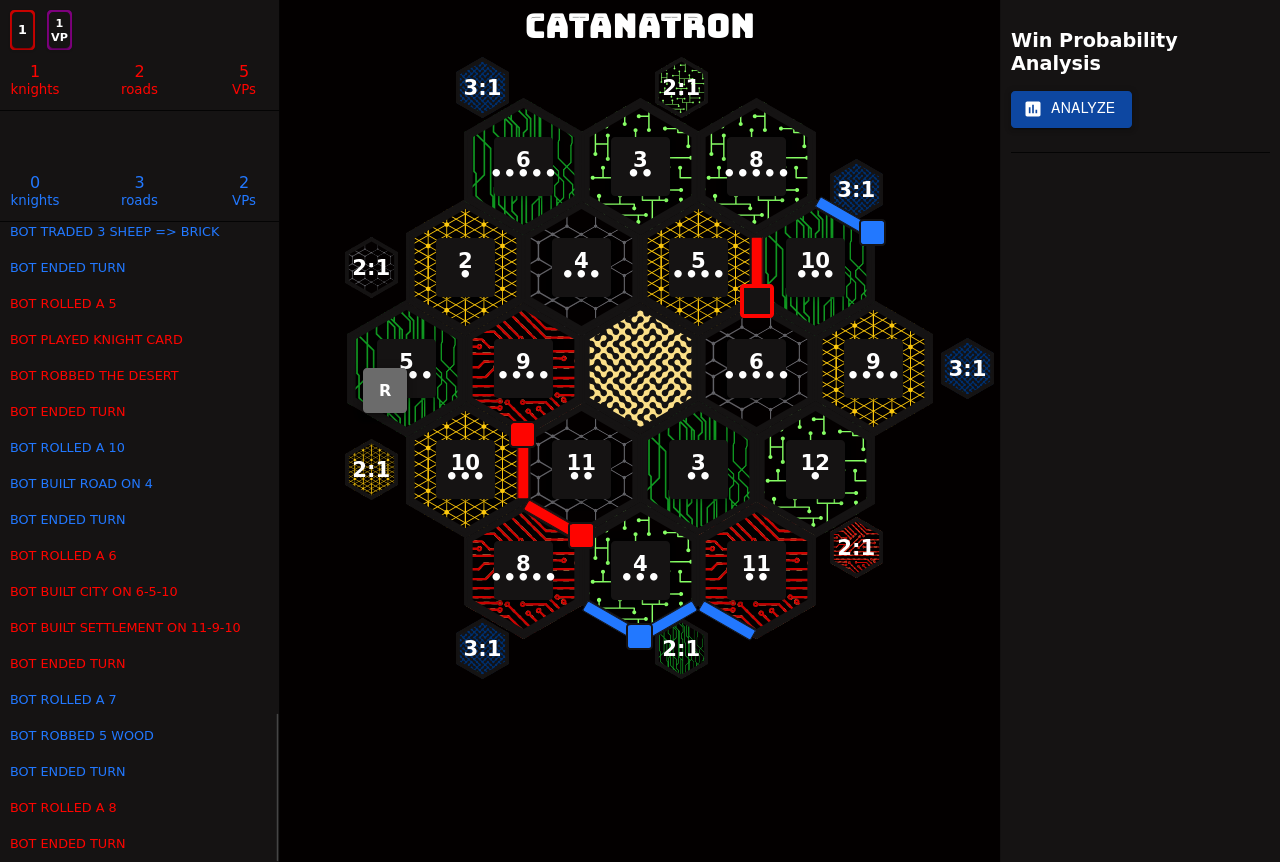 CATANATRON
1
1
VP
1 2 5
knights roads VPs
0 3 2
knights roads VPs
BOT TRADED 3 SHEEP => BRICK
BOT ENDED TURN
BOT ROLLED A 5
BOT PLAYED KNIGHT CARD
BOT ROBBED THE DESERT
BOT ENDED TURN
BOT ROLLED A 10
BOT BUILT ROAD ON 4
BOT ENDED TURN
BOT ROLLED A 6
BOT BUILT CITY ON 6-5-10
BOT BUILT SETTLEMENT ON 11-9-10
BOT ENDED TURN
BOT ROLLED A 7
BOT ROBBED 5 WOOD
BOT ENDED TURN
BOT ROLLED A 8
BOT ENDED TURN
3:1 2:1
6 3 8
3:1
2:1 2 4 5 10
5 9 6 9 3:1
R
2:1 10 11 3 12
8 4 11 2:1
3:1 2:1
Win Probability
Analysis
ANALYZE